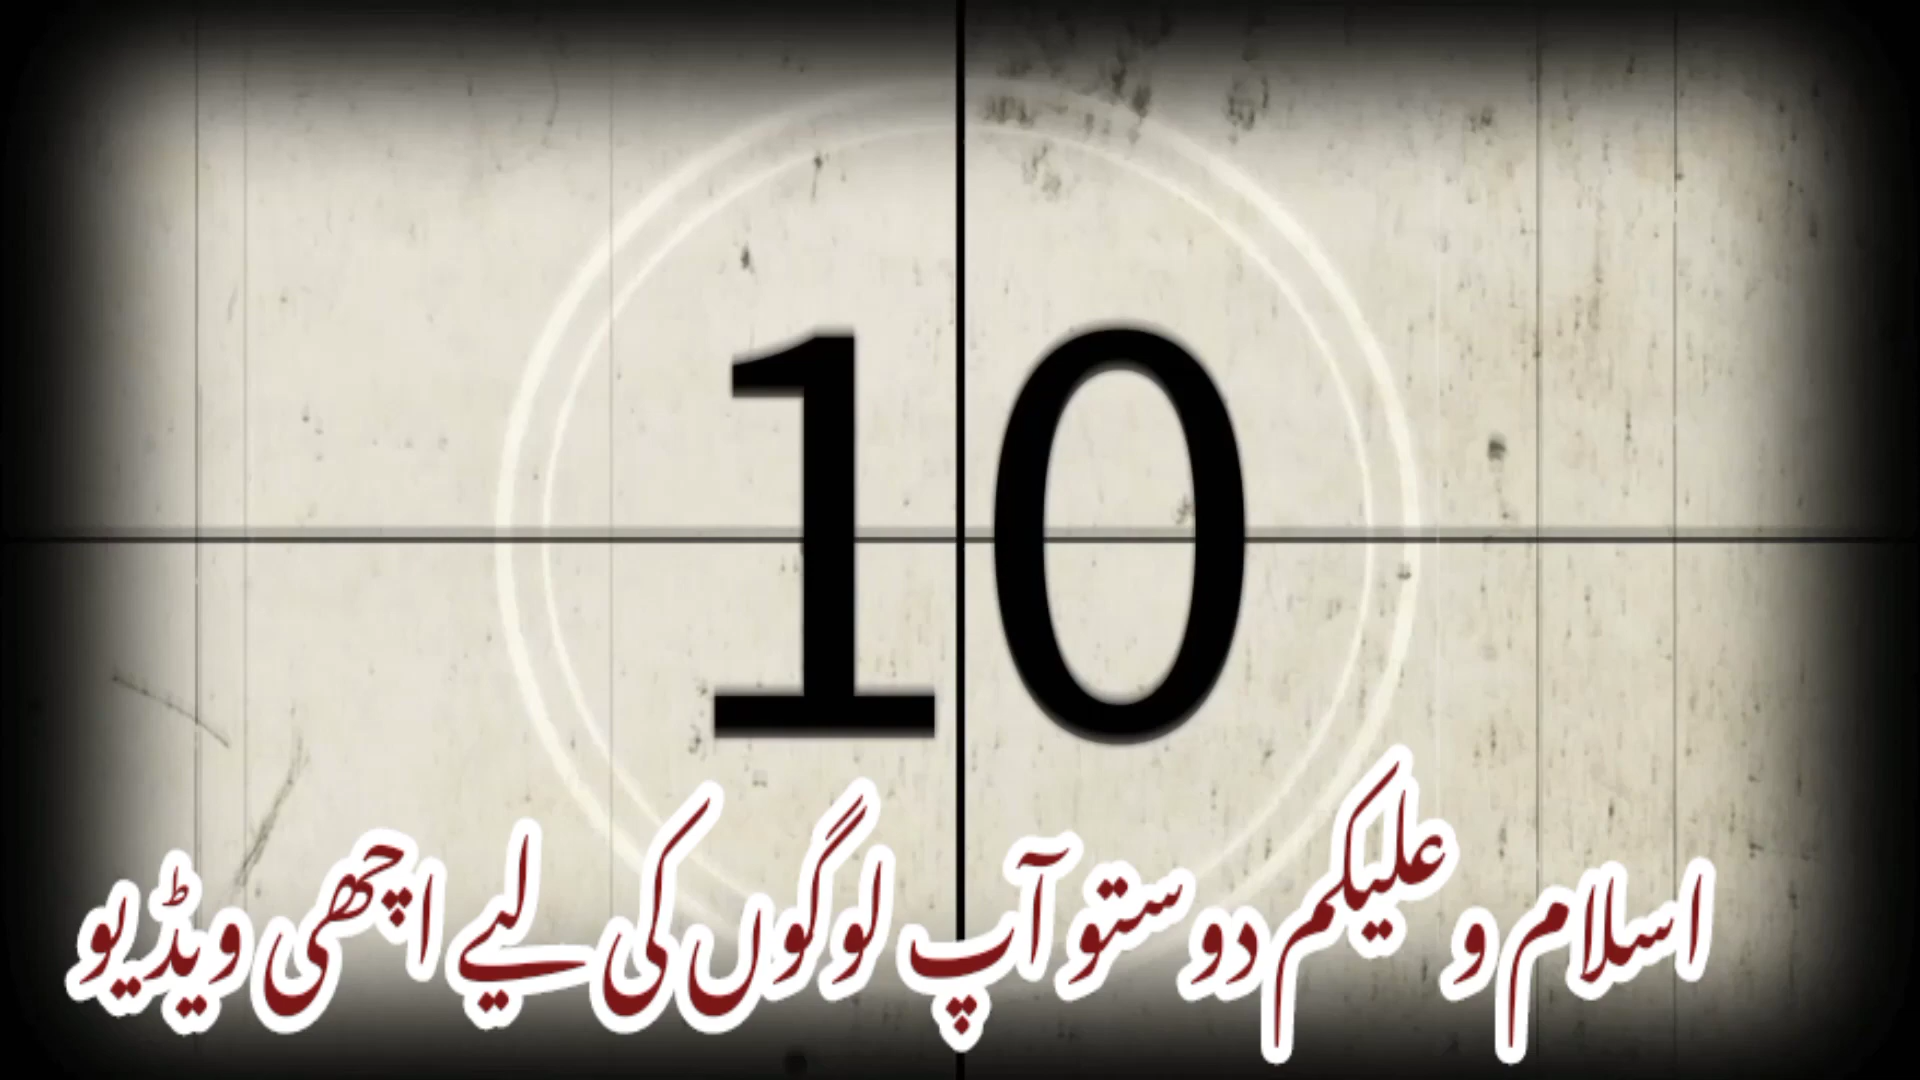 10
اسلام و علیکم دوستو آپ لوگوں کی لیے اچھی ویڈیو